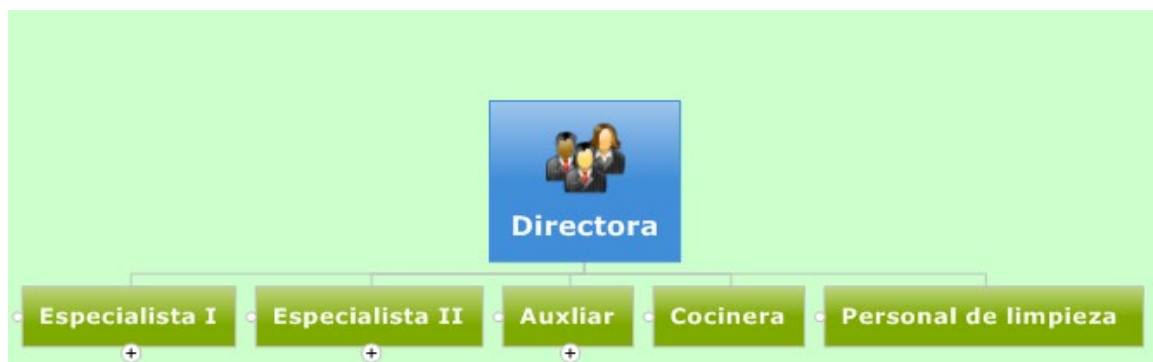 Directora
Especialista I
Especialista II
Auxliar
Cocinera
Personal de limpieza